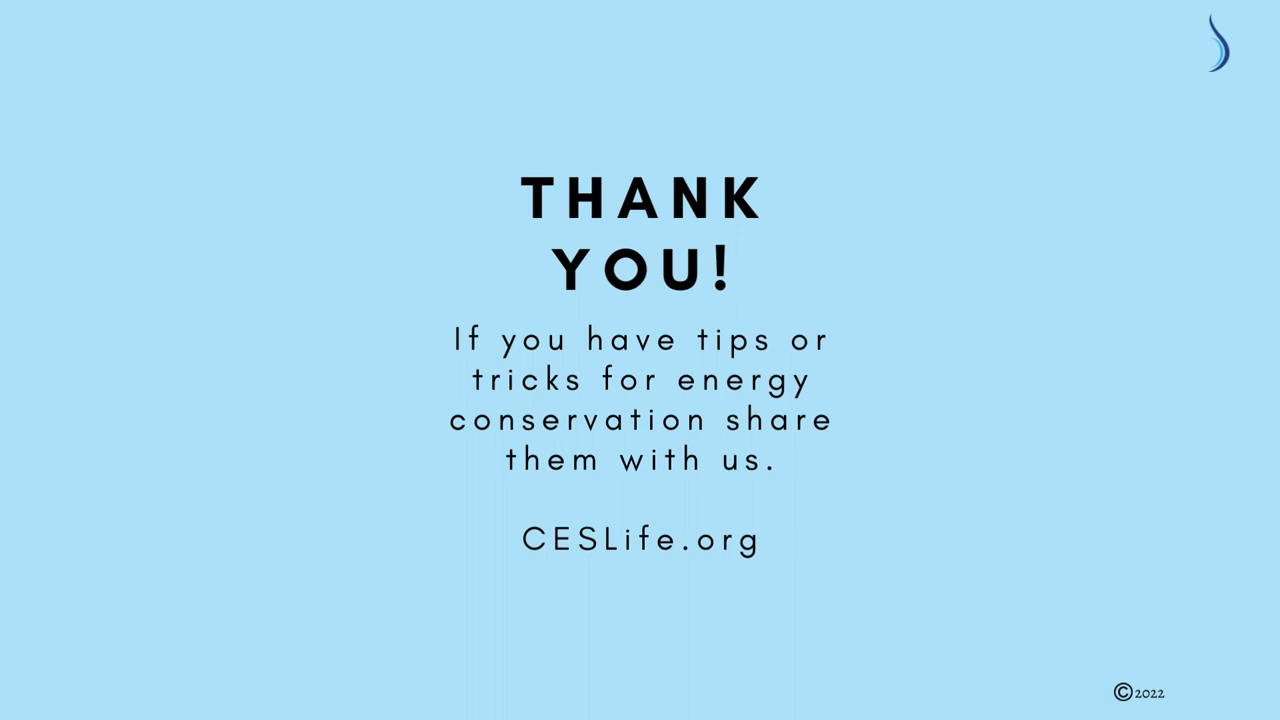 THANK
YOU!
If you have tips or
tricks for energy
conservation share
them with us.
CESLife.org
©2022